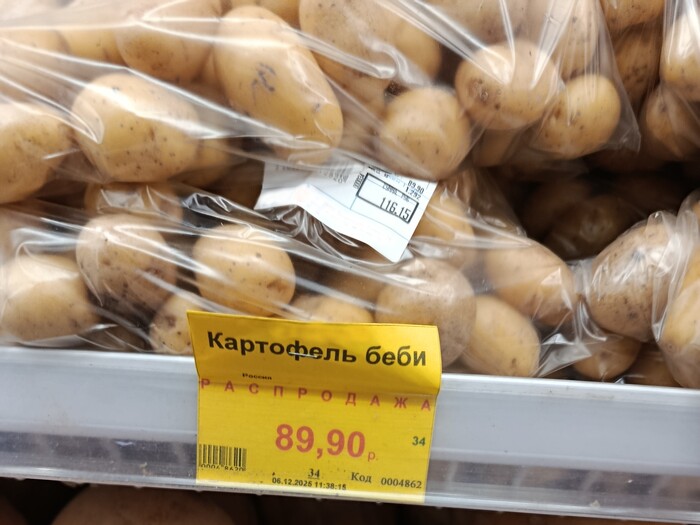 89,90
116,15
Картофель беби
Россия
РАСПРОДАЖА
89,90 р.
34
34
Код 0004862
06.12.2025 11:38:15